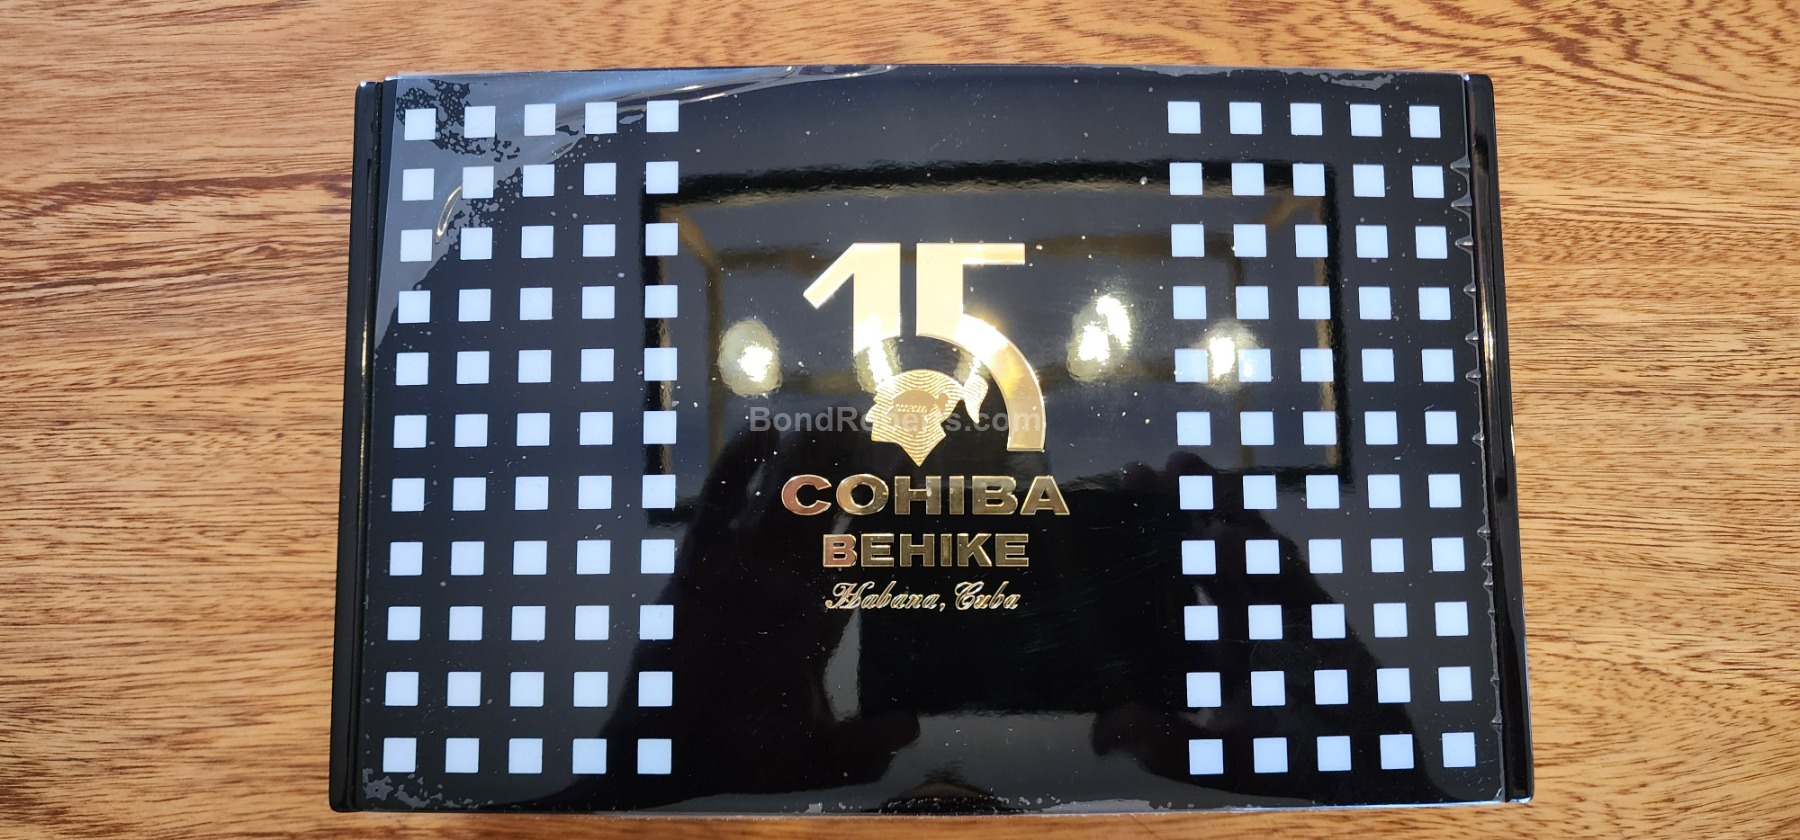 15
BondRoberts.com
COHIBA
BEHIKE
Habana, Cuba